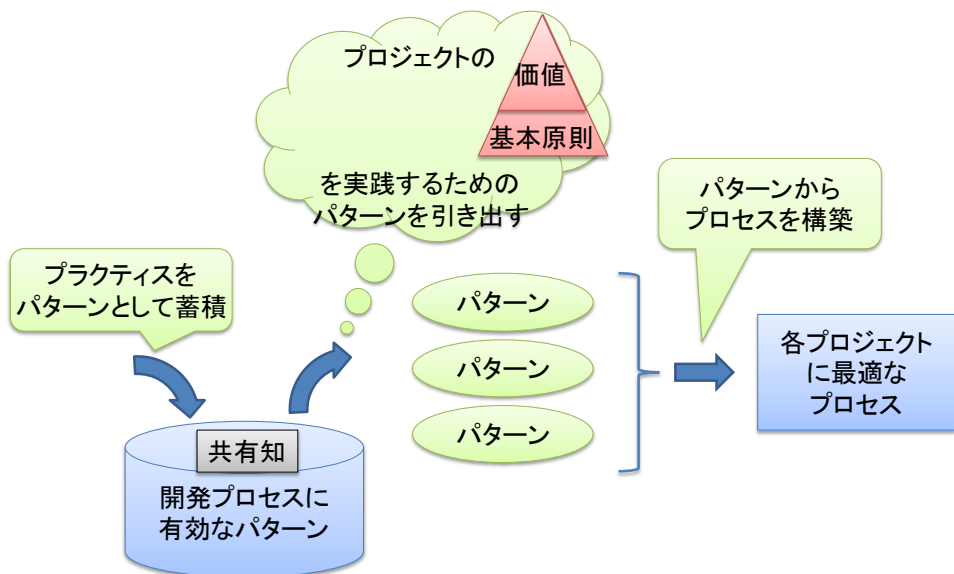 プロジェクトの
価値
基本原則
を実践するための
パターンを引き出す
パターンから
プロセスを構築
プラクティスを
パターンとして蓄積
パターン
パターン
パターン
各プロジェクト
に最適な
プロセス
共有知
開発プロセスに
有効なパターン